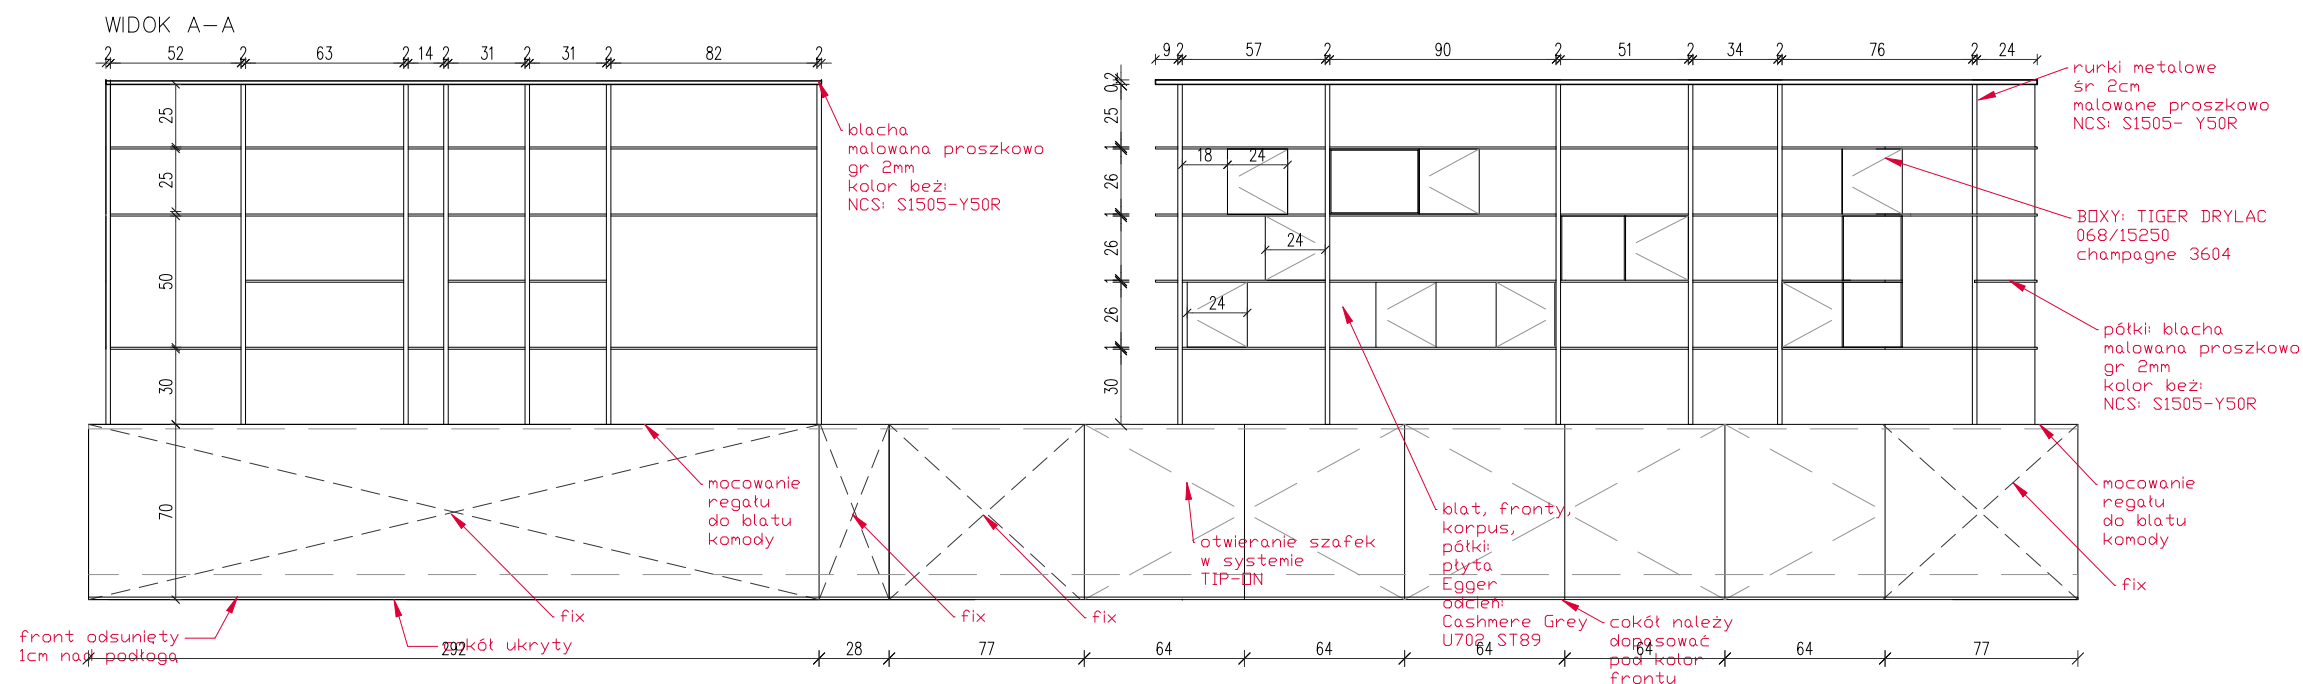 WIDOK A-A
2 52 2 63 2 14 2 31 2 31 2 82 2
9 2 57 2 90 2 51 2 34 2 76 2 24
25
25
50
30
70
0,2
25
1
26
1
26
1
26
1
30
18 24
24
24
blacha
malowana proszkowo
gr 2mm
kolor beż:
NCS: S1505-Y50R
rurki metalowe
śr 2cm
malowane proszkowo
NCS: S1505- Y50R
BOXY: TIGER DRYLAC
068/15250
champagne 3604
półki: blacha
malowana proszkowo
gr 2mm
kolor beż:
NCS: S1505-Y50R
mocowanie
regału
do blatu
komody
otwieranie szafek
w systemie
TIP-ON
blat, fronty,
korpus,
półki:
płyta
Egger
odcień:
Cashmere Grey
U702 ST89
mocowanie
regału
do blatu
komody
fix
fix
fix
fix
front odsunięty
1cm nad podłogą
cokół ukryty
cokół należy
dopasować
pod kolor
frontu
292 28 77 64 64 64 64 64 77